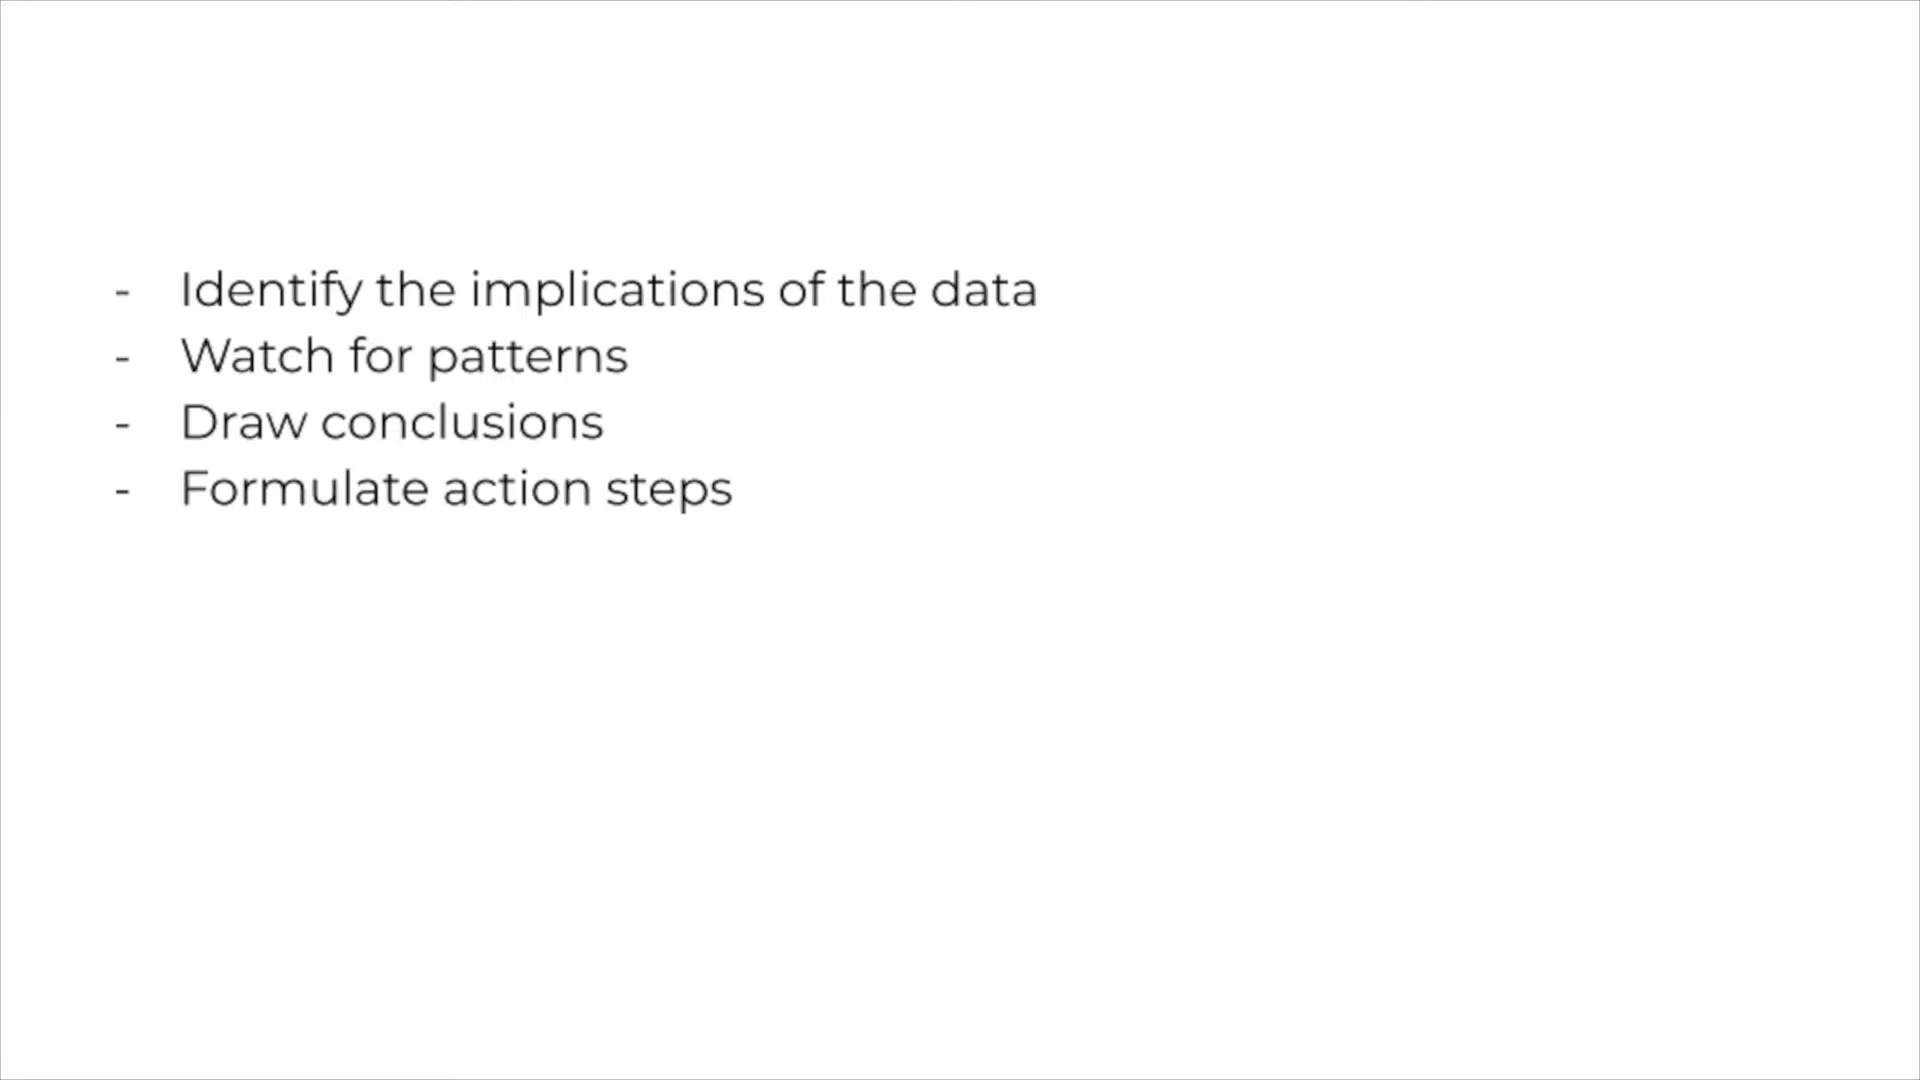 - Identify the implications of the data
- Watch for patterns
- Draw conclusions
- Formulate action steps